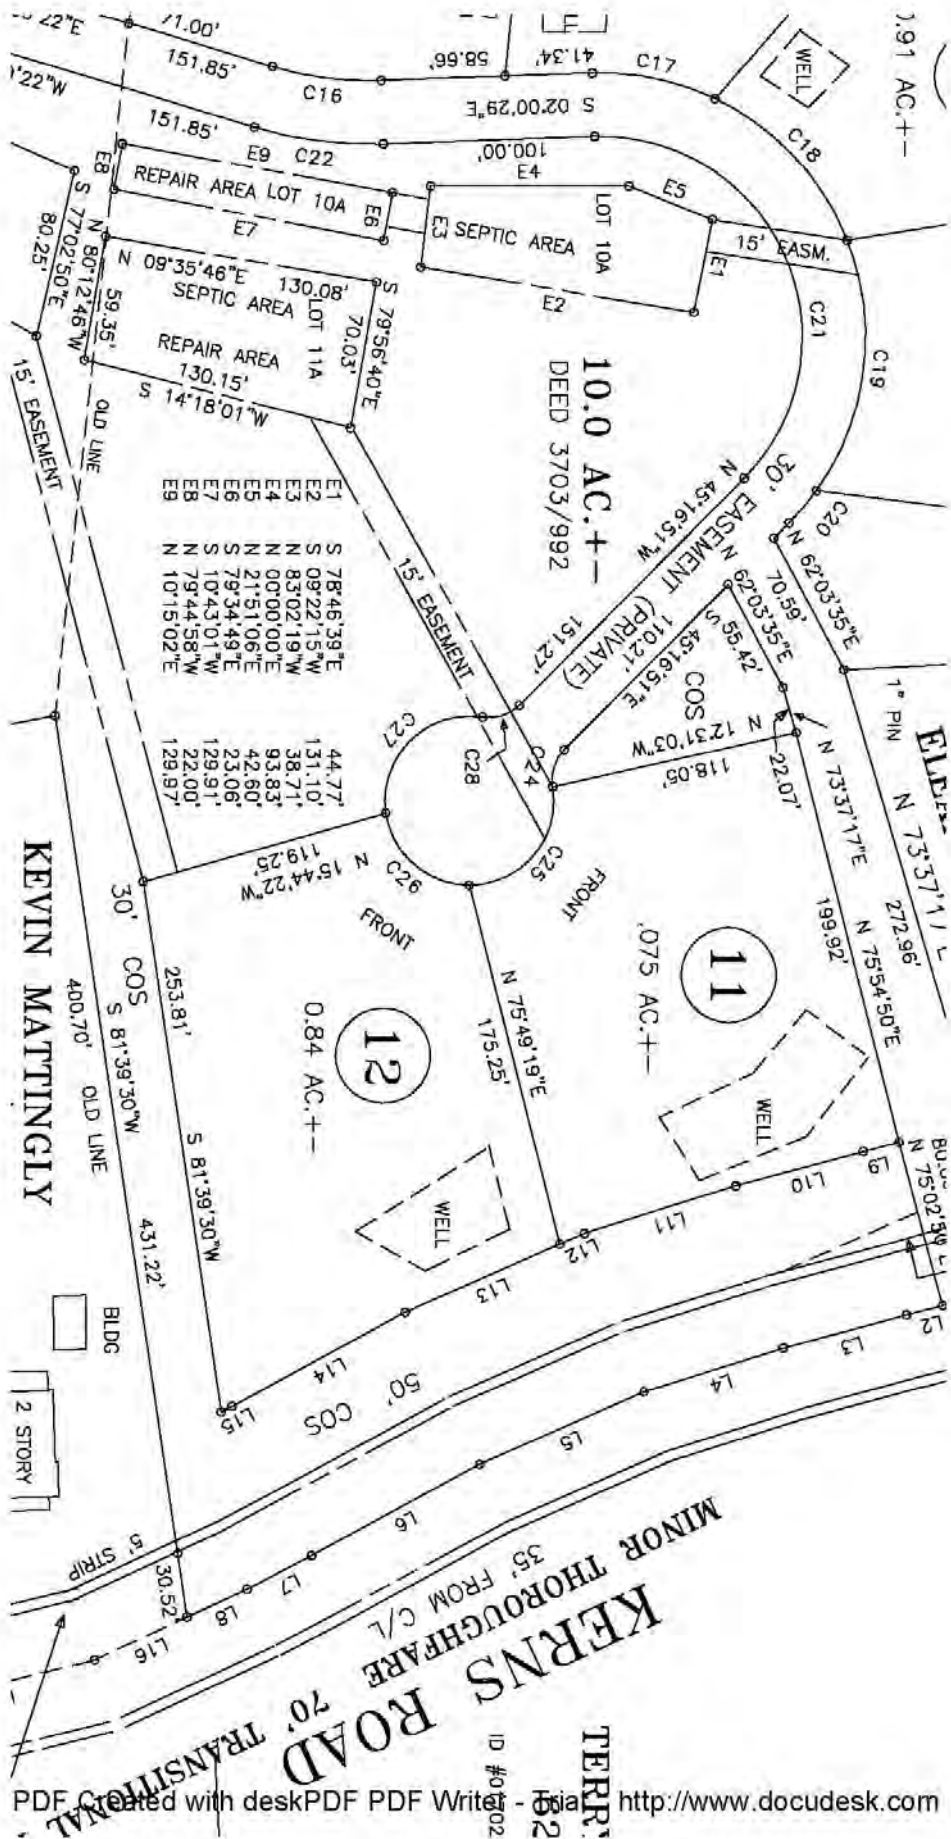 .91 AC.+-
WELL
C17
C18
41.34'
58.66'
S 02°00'29"E
100.00'
C16
71.00'
151.85'
22"E
'22"W
151.85'
E9 C22
E8
REPAIR AREA LOT 10A
E6
E7
E4
E5
E3
SEPTIC AREA
LOT 10A
15' EASM.
E1
E2
C21
C19
C20
S 77°02'50"E
80.25'
N 80°12'46"W
59.35'
N 09°35'46"E
130.08'
SEPTIC AREA
LOT 11A
REPAIR AREA
130.15'
S 14°18'01"W
S 79°56'40"E
70.03'
15' EASEMENT
OLD LINE
10.0 AC.+-
DEED 3703/992
N 45°16'51"W
151.27'
30' EASEMENT
(PRIVATE)
110.21'
S 45°16'51"E
N 62°03'35"E
70.59'
N 62°03'35"E
55.42'
COS
N 12°31'03"W
118.05'
22.07'
N 73°37'17"E
1" PIN
N 73°37'1
272.96'
N 75°54'50"E
199.92'
E1 S 78°46'39"E 44.77'
E2 S 09°22'15"W 131.10'
E3 N 83°02'19"W 38.71'
E4 N 00°00'00"E 93.83'
E5 N 21°51'06"E 42.60'
E6 S 79°34'49"E 23.06'
E7 S 10°43'01"W 129.91'
E8 N 79°44'58"W 22.00'
E9 N 10°15'02"E 129.97'
15' EASEMENT
C27
C28
C24
C25
C26
FRONT
FRONT
N 15°44'22"W
119.25'
11
.075 AC.+-
WELL
N 75°49'19"E
175.25'
12
0.84 AC.+-
WELL
30' COS
253.81'
S 81°39'30"W
S 81°39'30"W
400.70' OLD LINE
431.22'
KEVIN MATTINGLY
BLDG
2 STORY
N 75°02'5
L9
L10
L11
L12
L13
L14
L15
L2
L3
L4
L5
L6
L7
L8
L16
50'
COS
5' STRIP
30.52'
35' FROM C/L
KERNS ROAD
MINOR THOROUGHFARE 70' TRANSITIONAL
TERRY
ID #01702
62
PDF Created with deskPDF PDF Writer - Trial :: http://www.docudesk.com